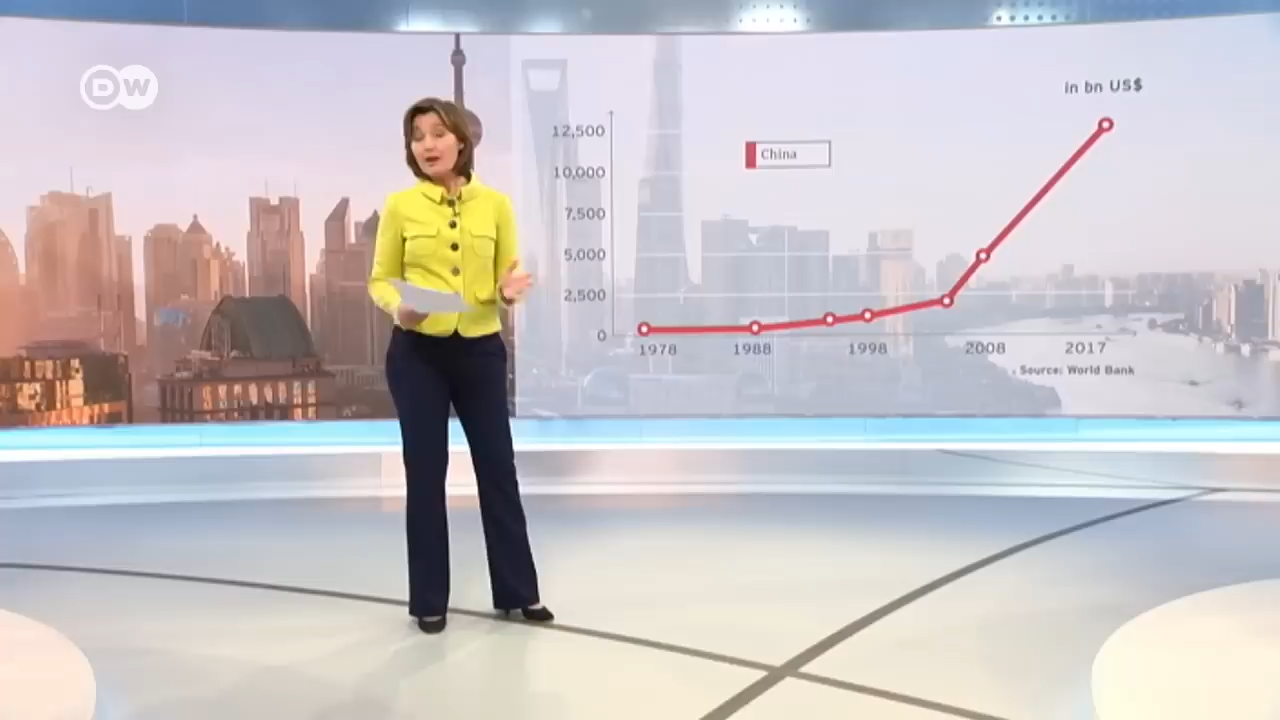 DW
in bn US$
12,500
10,000
7,500
5,000
2,500
0
China
1978 1988 1998 2008 2017
Source: World Bank